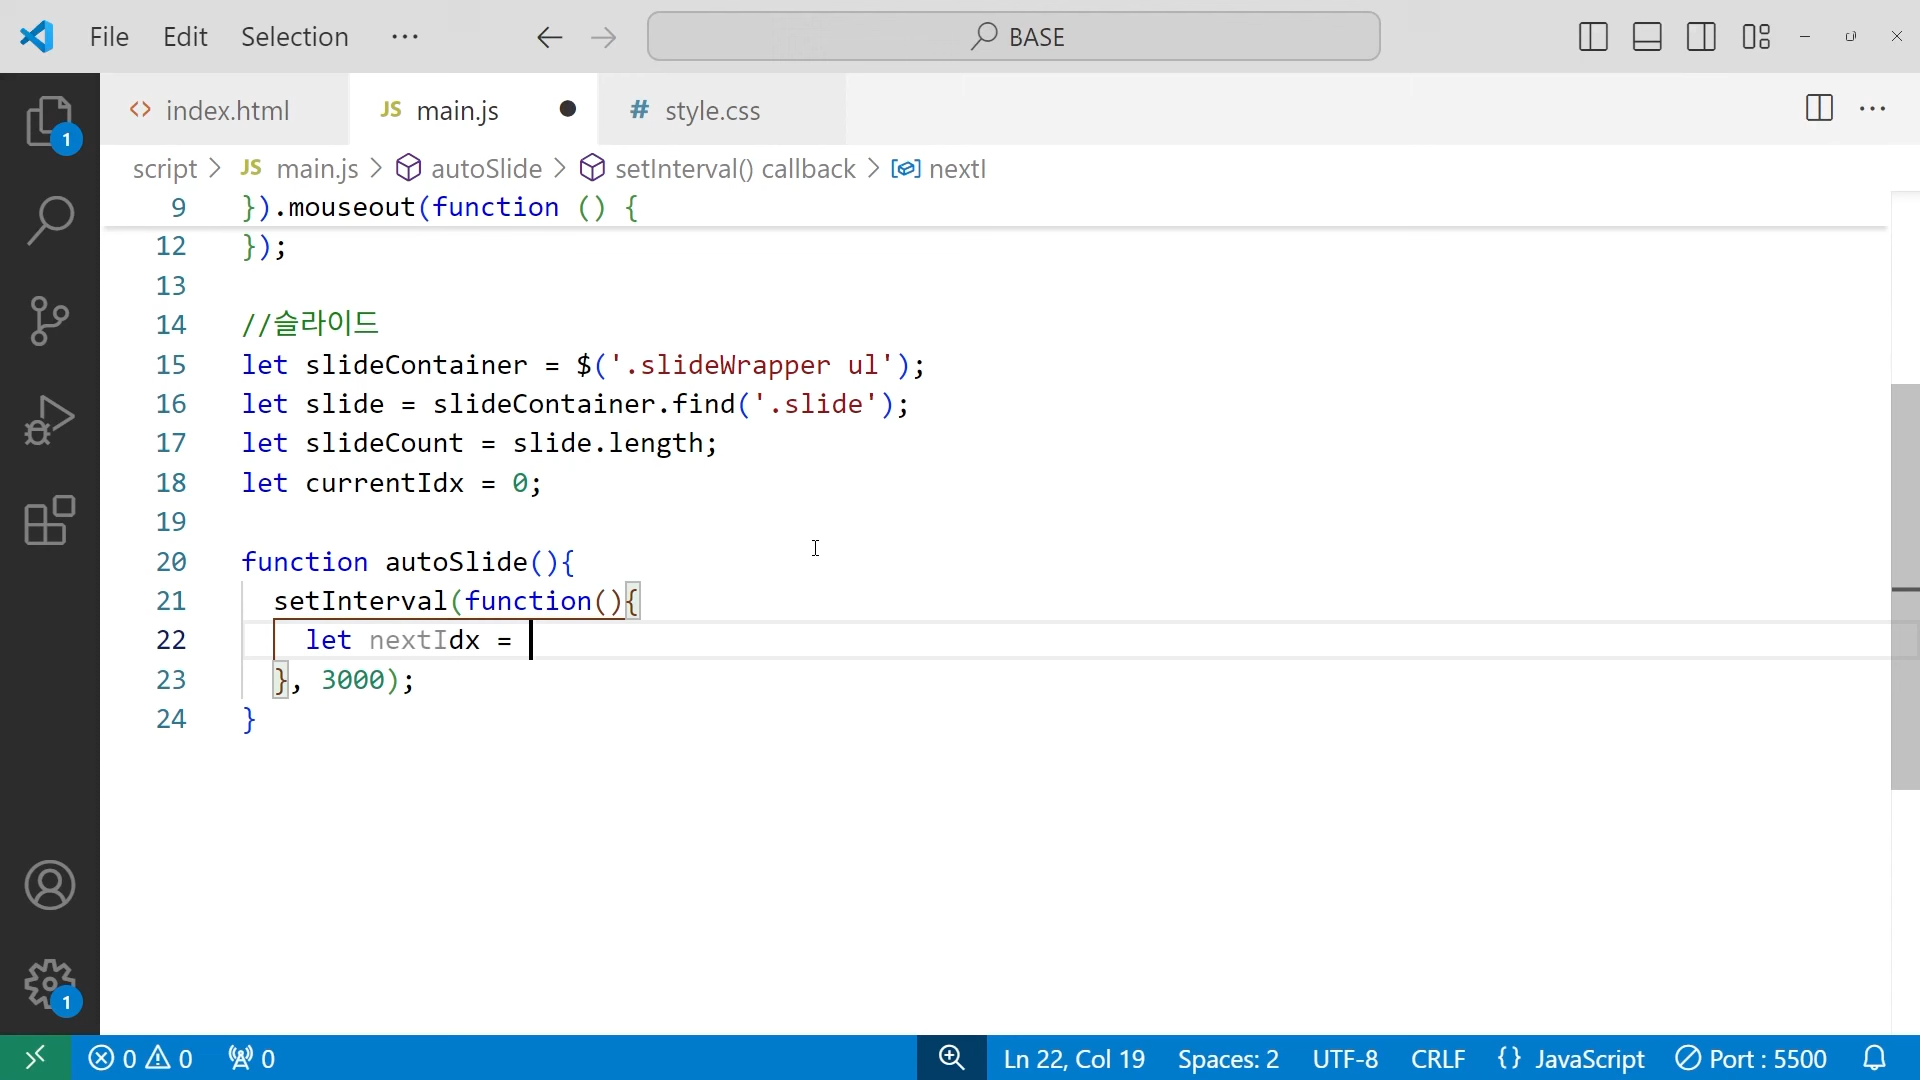 File Edit Selection ··· BASE
index.html JS main.js # style.css ···
script > JS main.js > autoSlide > setInterval() callback > nextI
9 }).mouseout(function () {
12 });
13
14 //슬라이드
15 let slideContainer = $('.slideWrapper ul');
16 let slide = slideContainer.find('.slide');
17 let slideCount = slide.length;
18 let currentIdx = 0;
19
20 function autoSlide(){
21 setInterval(function(){
22 let nextIdx =
23 }, 3000);
24 }
1
1
0 0 0 Ln 22, Col 19 Spaces: 2 UTF-8 CRLF {} JavaScript Port : 5500